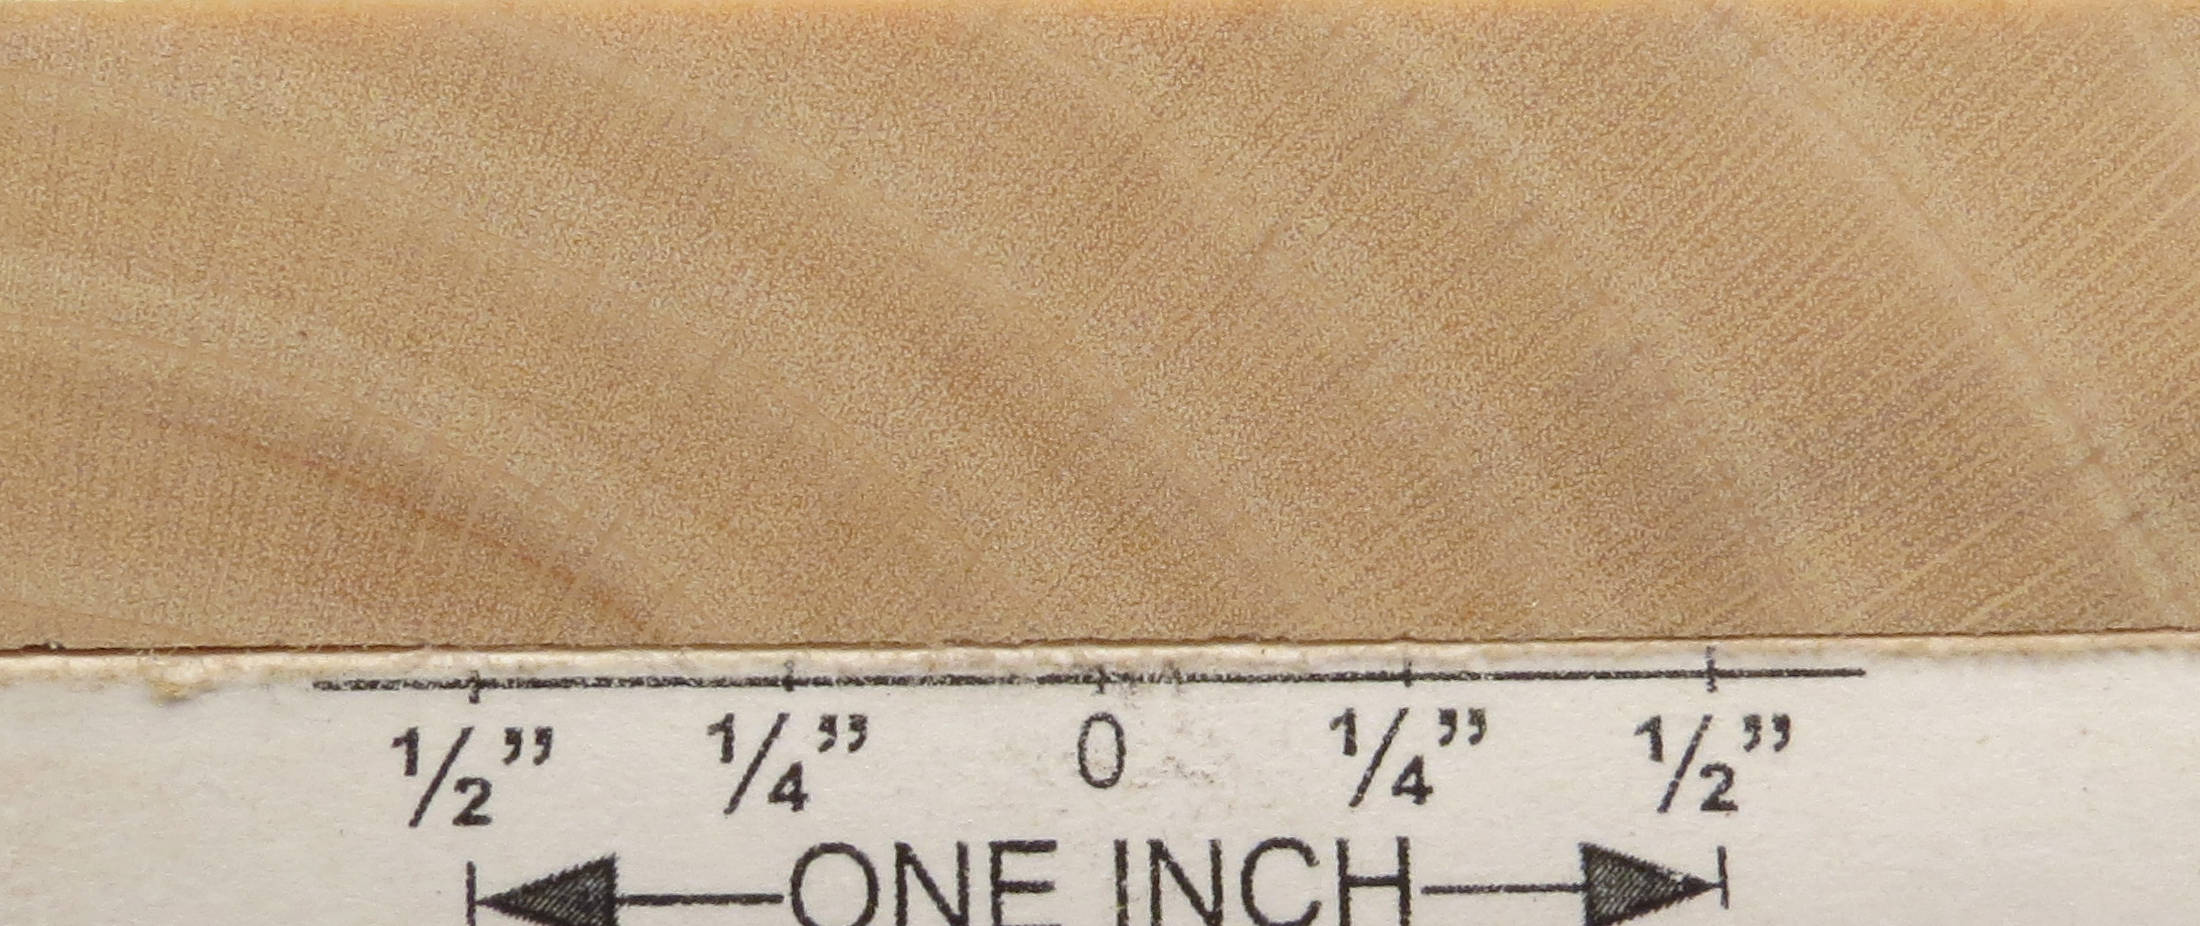 ½” ¼” 0 ¼” ½”
ONE INCH